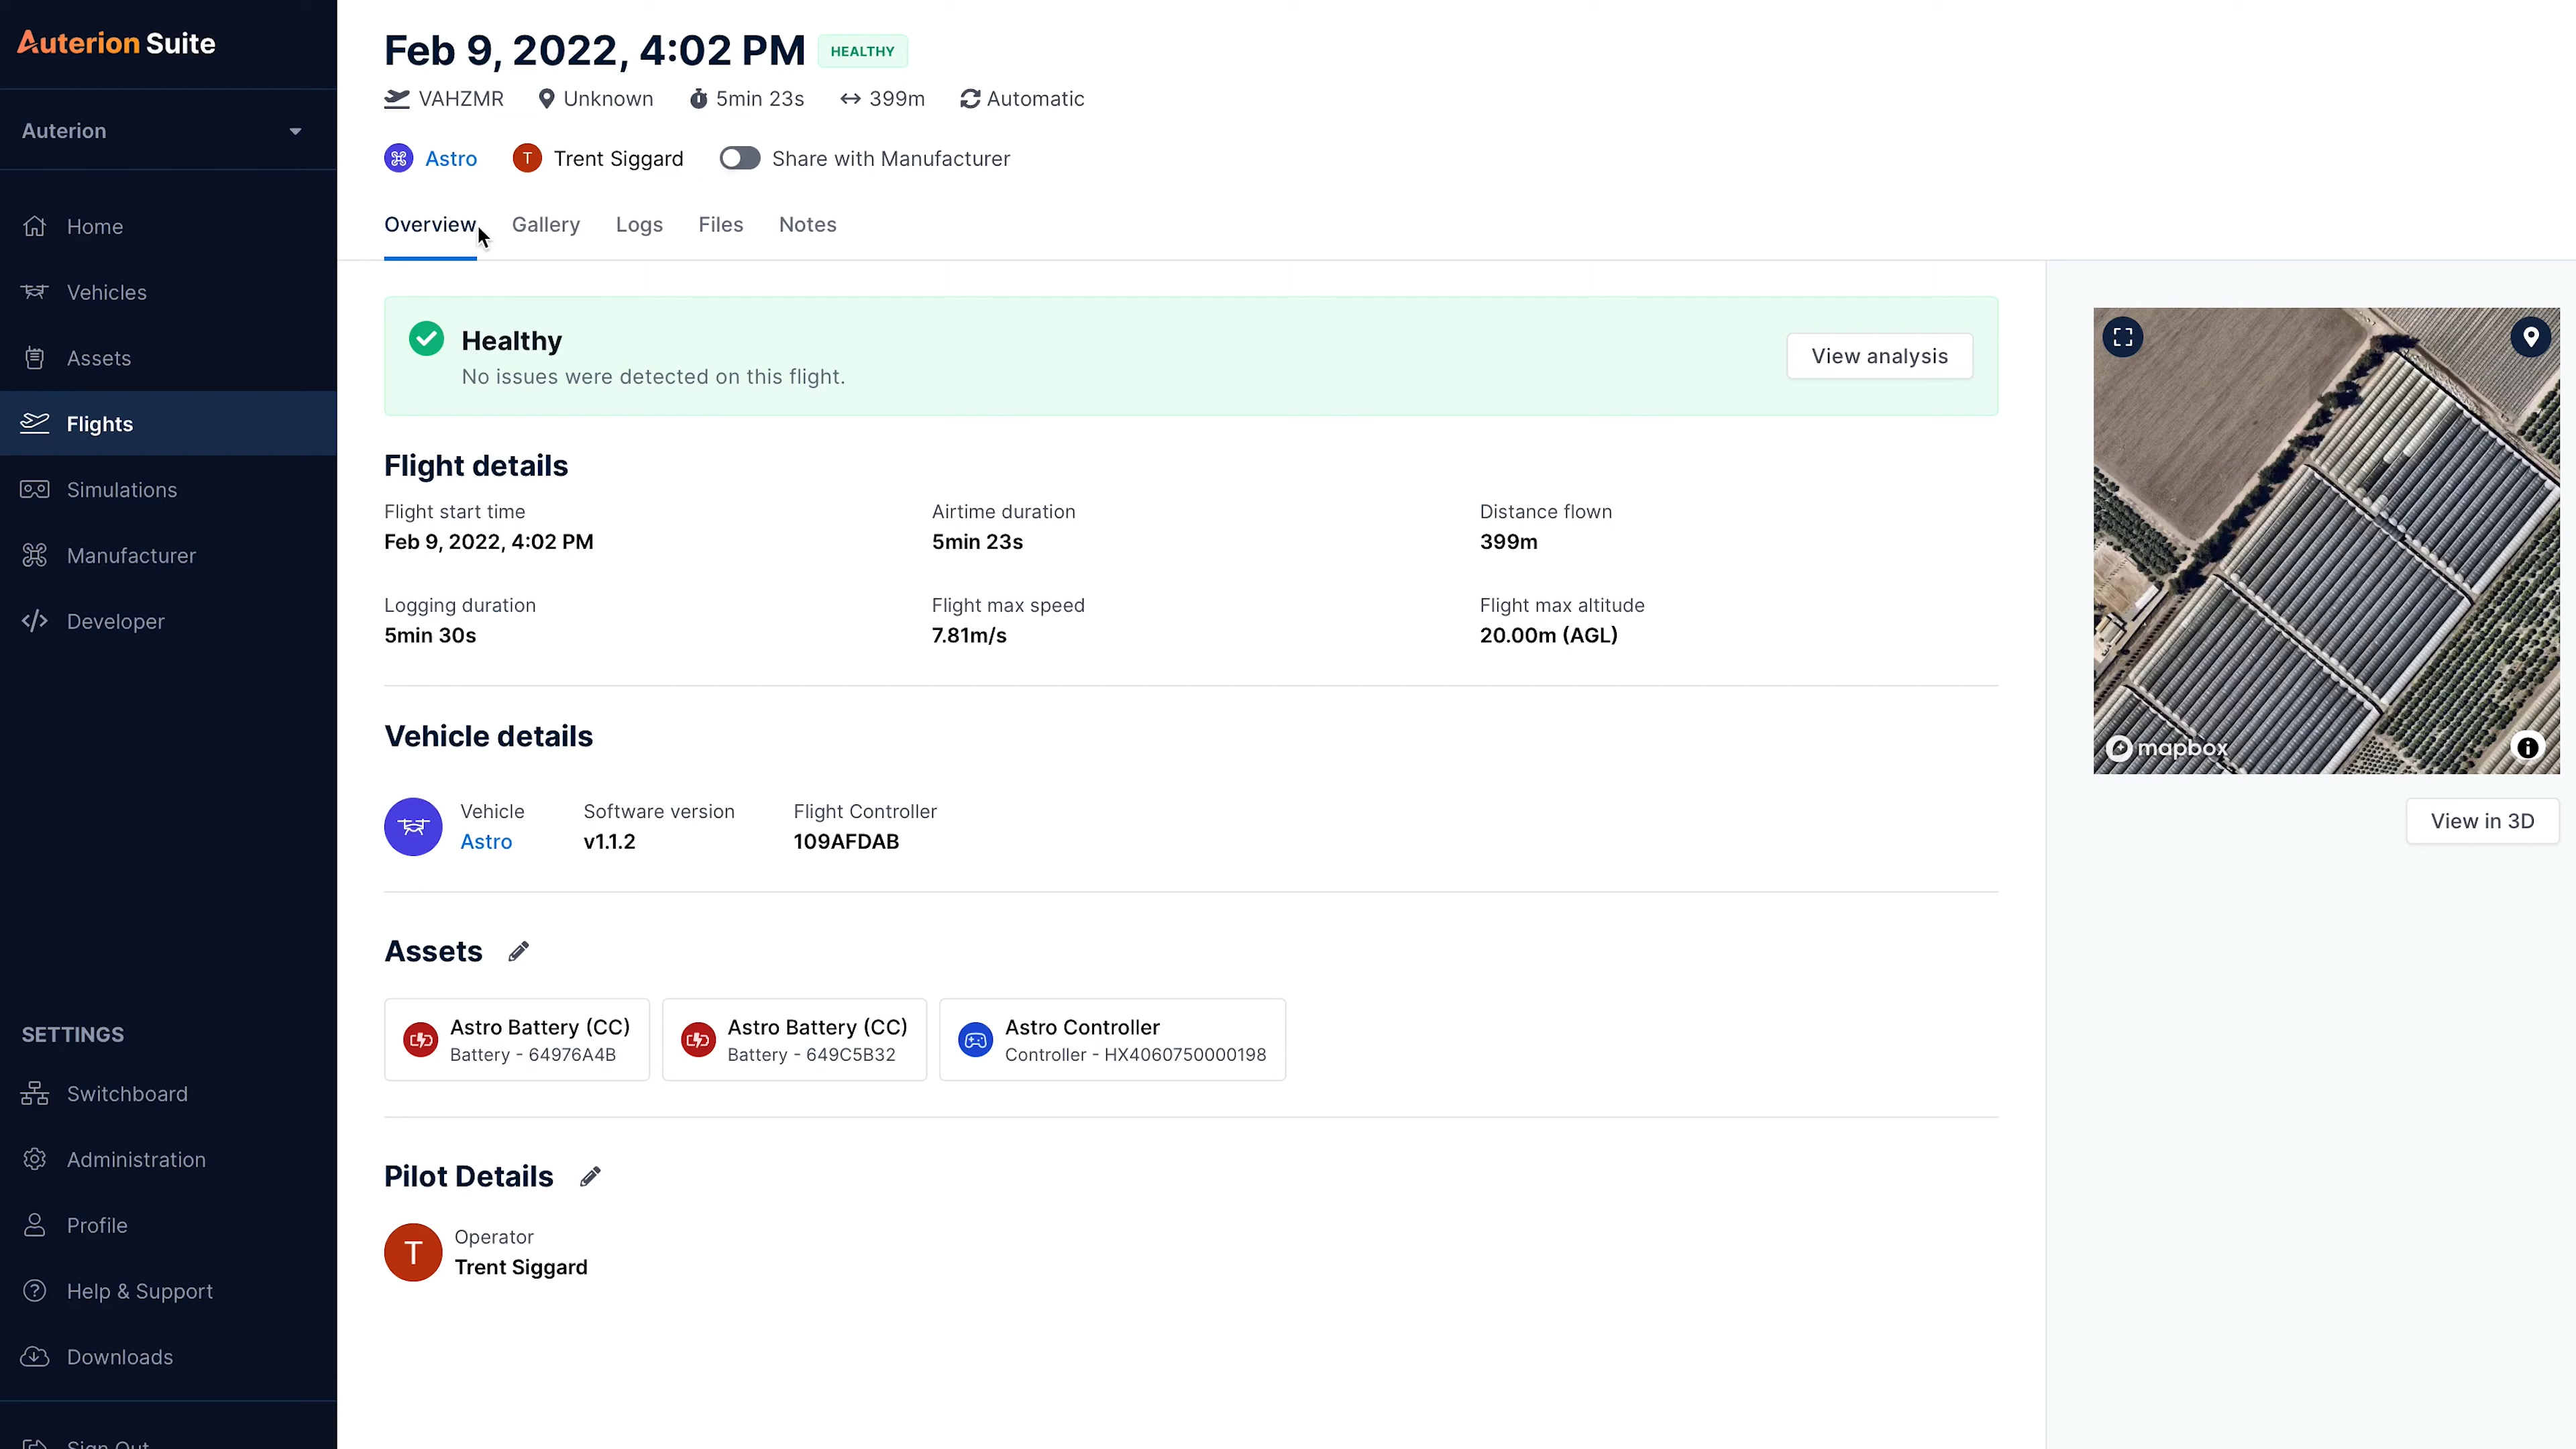 Auterion Suite
Auterion
Home
Vehicles
Assets
Flights
Simulations
Manufacturer
Developer
SETTINGS
Switchboard
Administration
Profile
Help & Support
Downloads
Sign Out
Feb 9, 2022, 4:02 PM HEALTHY
VAHZMR Unknown 5min 23s 399m Automatic
Astro T Trent Siggard Share with Manufacturer
Overview Gallery Logs Files Notes
Healthy
No issues were detected on this flight.
View analysis
Flight details
Flight start time Airtime duration Distance flown
Feb 9, 2022, 4:02 PM 5min 23s 399m
Logging duration Flight max speed Flight max altitude
5min 30s 7.81m/s 20.00m (AGL)
Vehicle details
Vehicle Software version Flight Controller
Astro v1.1.2 109AFDAB
Assets
Astro Battery (CC) Astro Battery (CC) Astro Controller
Battery - 64976A4B Battery - 649C5B32 Controller - HX4060750000198
Pilot Details
T
Operator
Trent Siggard
mapbox
View in 3D